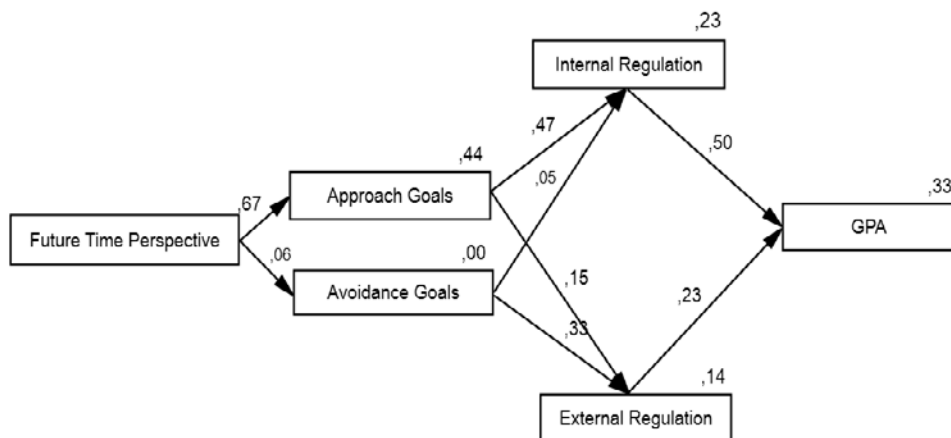 ,23
Internal Regulation
,47
,50
,44
,05
Approach Goals
,33
,67
GPA
Future Time Perspective
,06
,00
Avoidance Goals
,15
,23
,33
,14
External Regulation